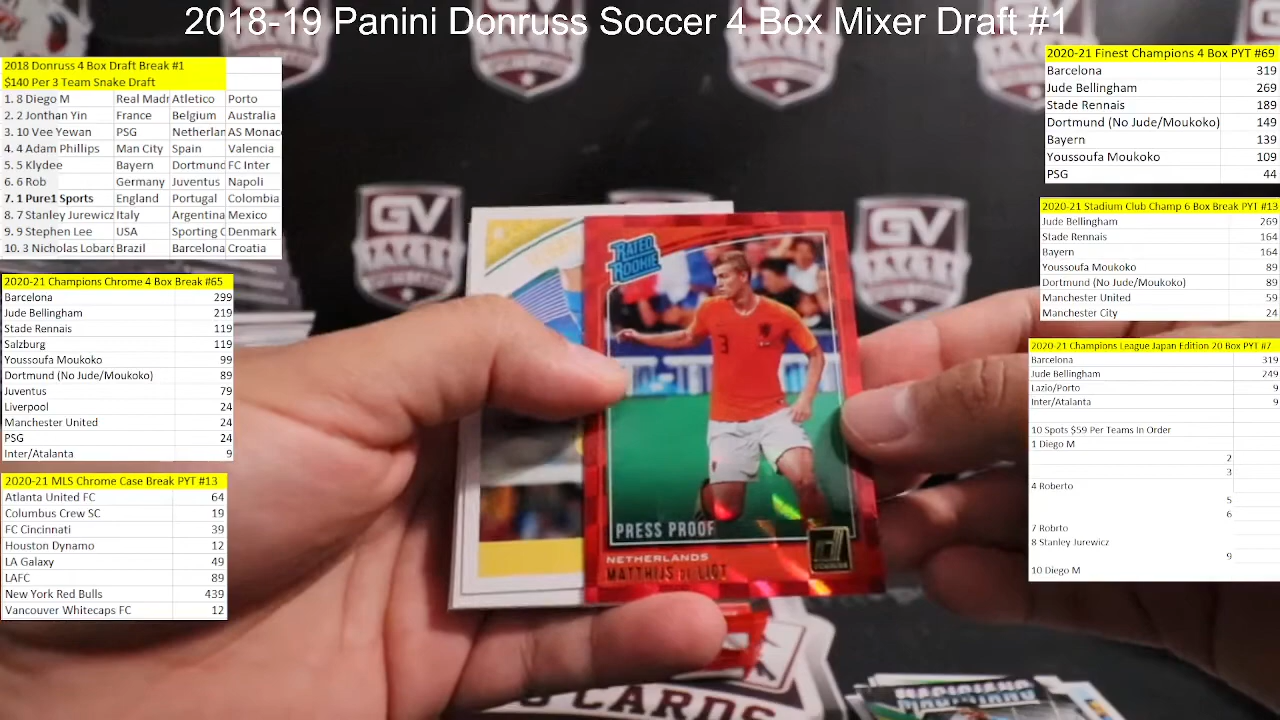 2018-19 Panini Donruss Soccer 4 Box Mixer Draft #1
2018 Donruss 4 Box Draft Break #1
$140 Per 3 Team Snake Draft
1. 8 Diego M Real Madr Atletico Porto
2. 2 Jonthan Yin France Belgium Australia
3. 10 Vee Yewan PSG Netherlan AS Monaco
4. 4 Adam Phillips Man City Spain Valencia
5. 5 Klydee Bayern Dortmund FC Inter
6. 6 Rob Germany Juventus Napoli
7. 1 Pure1 Sports England Portugal Colombia
8. 7 Stanley Jurewicz Italy Argentina Mexico
9. 9 Stephen Lee USA Sporting C Denmark
10. 3 Nicholas Lobard Brazil Barcelona Croatia
2020-21 Champions Chrome 4 Box Break #65
Barcelona 299
Jude Bellingham 219
Stade Rennais 119
Salzburg 119
Youssoufa Moukoko 99
Dortmund (No Jude/Moukoko) 89
Juventus 79
Liverpool 24
Manchester United 24
PSG 24
Inter/Atalanta 9
2020-21 MLS Chrome Case Break PYT #13
Atlanta United FC 64
Columbus Crew SC 19
FC Cincinnati 39
Houston Dynamo 12
LA Galaxy 49
LAFC 89
New York Red Bulls 439
Vancouver Whitecaps FC 12
2020-21 Finest Champions 4 Box PYT #69
Barcelona 319
Jude Bellingham 269
Stade Rennais 189
Dortmund (No Jude/Moukoko) 149
Bayern 139
Youssoufa Moukoko 109
PSG 44
2020-21 Stadium Club Champ 6 Box Break PYT #13
Jude Bellingham 269
Stade Rennais 164
Bayern 164
Youssoufa Moukoko 89
Dortmund (No Jude/Moukoko) 89
Manchester United 59
Manchester City 24
2020-21 Champions League Japan Edition 20 Box PYT #7
Barcelona 319
Jude Bellingham 249
Lazio/Porto 9
Inter/Atalanta 9
10 Spots $59 Per Teams In Order
1 Diego M
2
3
4 Roberto
5
6
7 Robrto
8 Stanley Jurewicz
9
10 Diego M
RATED
ROOKIE
3
PRESS PROOF
NETHERLANDS
MATTHIJS DE LIGT
DONRUSS
GV
CARDS
MAGICIANS